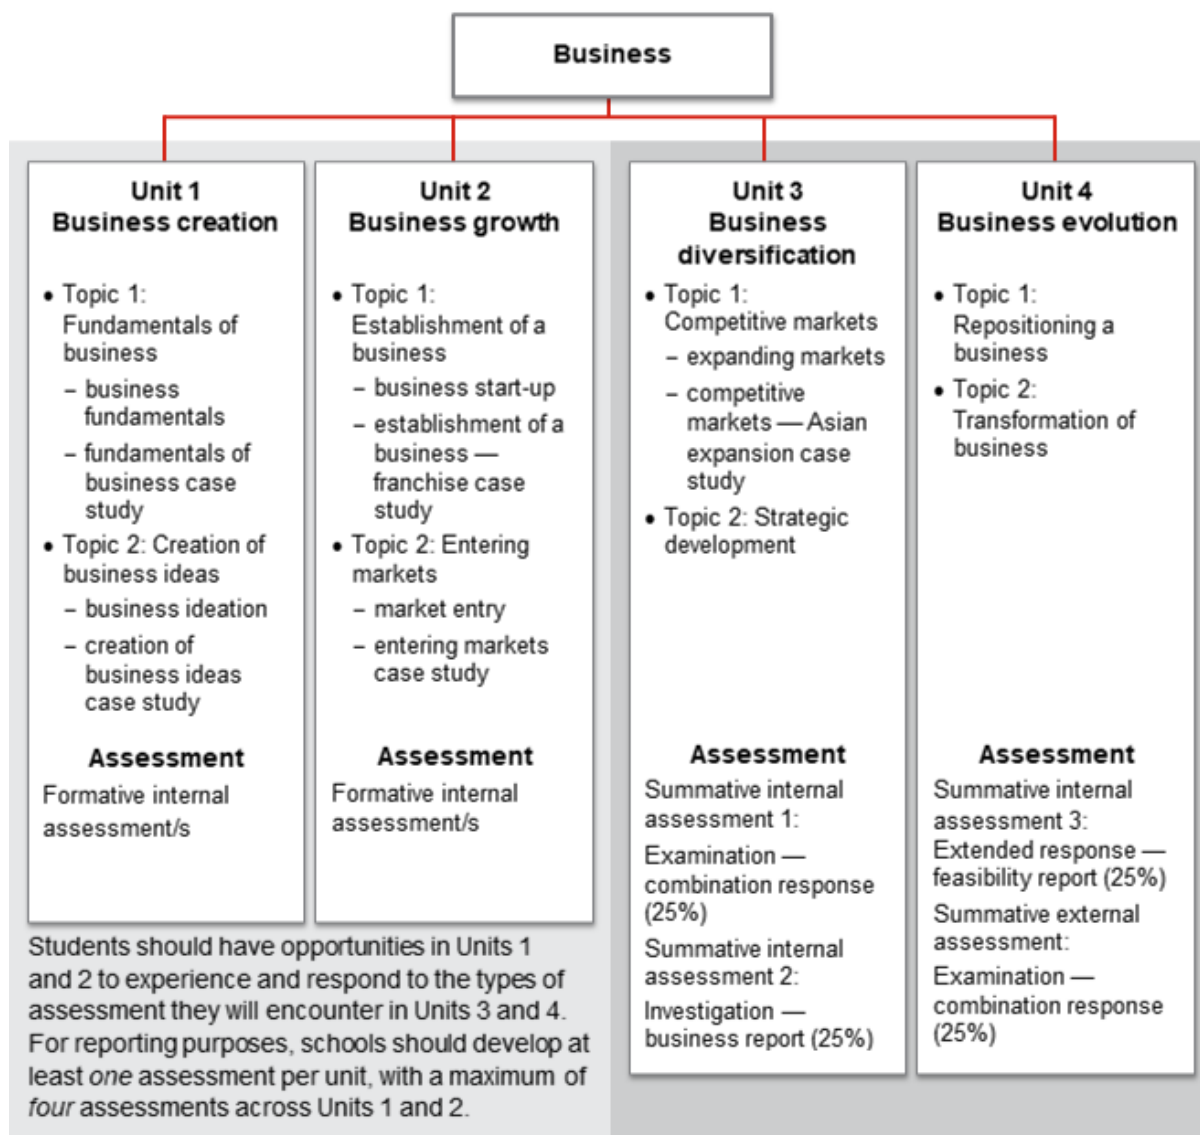 Business
Unit 1
Business creation
• Topic 1:
Fundamentals of
business
– business
fundamentals
– fundamentals of
business case
study
• Topic 2: Creation of
business ideas
– business ideation
– creation of
business ideas
case study
Assessment
Formative internal
assessment/s
Unit 2
Business growth
• Topic 1:
Establishment of a
business
– business start-up
– establishment of a
business —
franchise case
study
• Topic 2: Entering
markets
– market entry
– entering markets
case study
Assessment
Formative internal
assessment/s
Students should have opportunities in Units 1
and 2 to experience and respond to the types of
assessment they will encounter in Units 3 and 4.
For reporting purposes, schools should develop at
least one assessment per unit, with a maximum of
four assessments across Units 1 and 2.
Unit 3
Business
diversification
• Topic 1:
Competitive markets
– expanding markets
– competitive
markets — Asian
expansion case
study
• Topic 2: Strategic
development
Assessment
Summative internal
assessment 1:
Examination —
combination response
(25%)
Summative internal
assessment 2:
Investigation —
business report (25%)
Unit 4
Business evolution
• Topic 1:
Repositioning a
business
• Topic 2:
Transformation of
business
Assessment
Summative internal
assessment 3:
Extended response —
feasibility report (25%)
Summative external
assessment:
Examination —
combination response
(25%)